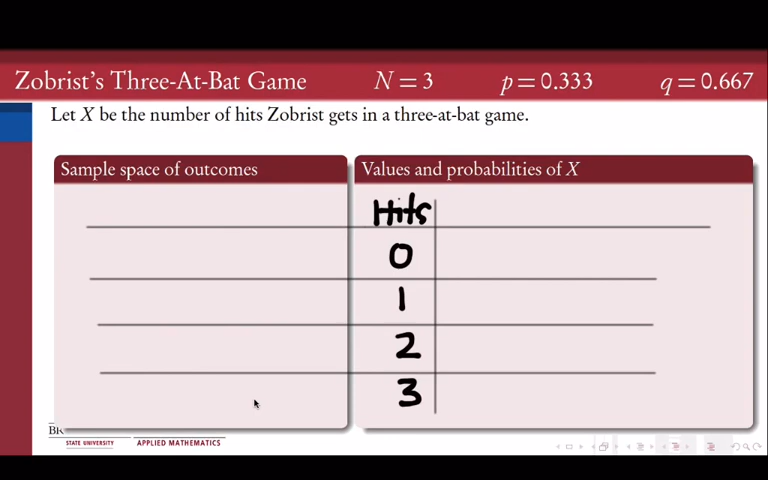 Zobrist's Three-At-Bat Game N = 3 p = 0.333 q = 0.667
Let X be the number of hits Zobrist gets in a three-at-bat game.
Sample space of outcomes
Values and probabilities of X
Hits
0
1
2
3
STATE UNIVERSITY
APPLIED MATHEMATICS